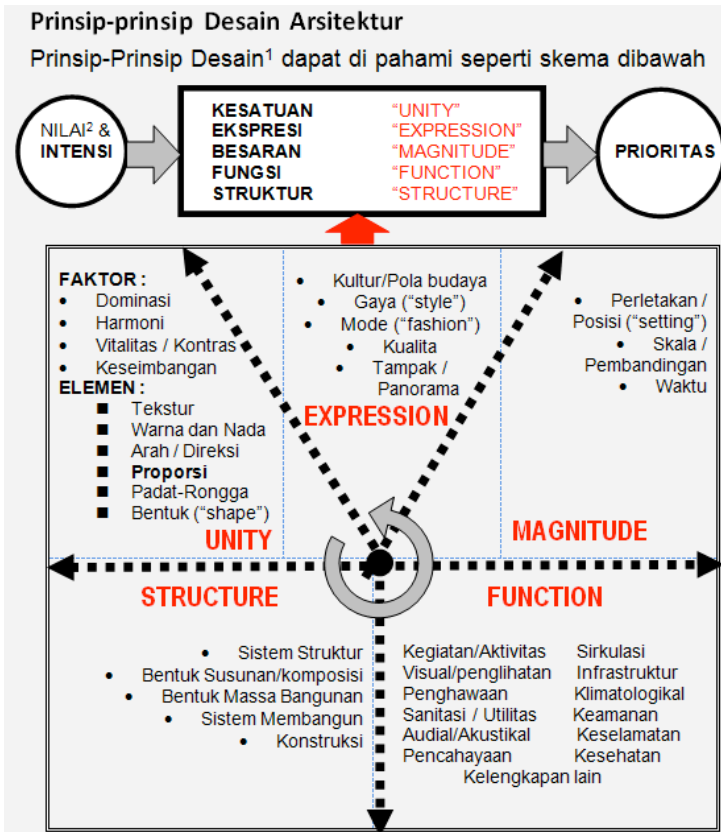 Prinsip-prinsip Desain Arsitektur
Prinsip-Prinsip Desain¹ dapat di pahami seperti skema dibawah
NILAI² &
INTENSI
KESATUAN "UNITY"
EKSPRESI "EXPRESSION"
BESARAN "MAGNITUDE"
FUNGSI "FUNCTION"
STRUKTUR "STRUCTURE"
PRIORITAS
FAKTOR :
• Dominasi
• Harmoni
• Vitalitas / Kontras
• Keseimbangan
ELEMEN :
■ Tekstur
■ Warna dan Nada
■ Arah / Direksi
■ Proporsi
■ Padat-Rongga
■ Bentuk ("shape")
UNITY
• Kultur/Pola budaya
• Gaya ("style")
• Mode ("fashion")
• Kualita
• Tampak /
Panorama
EXPRESSION
• Perletakan /
Posisi ("setting")
• Skala /
Pembandingan
• Waktu
MAGNITUDE
STRUCTURE
• Sistem Struktur
• Bentuk Susunan/komposisi
• Bentuk Massa Bangunan
• Sistem Membangun
• Konstruksi
FUNCTION
Kegiatan/Aktivitas Sirkulasi
Visual/penglihatan Infrastruktur
Penghawaan Klimatologikal
Sanitasi / Utilitas Keamanan
Audial/Akustikal Keselamatan
Pencahayaan Kesehatan
Kelengkapan lain